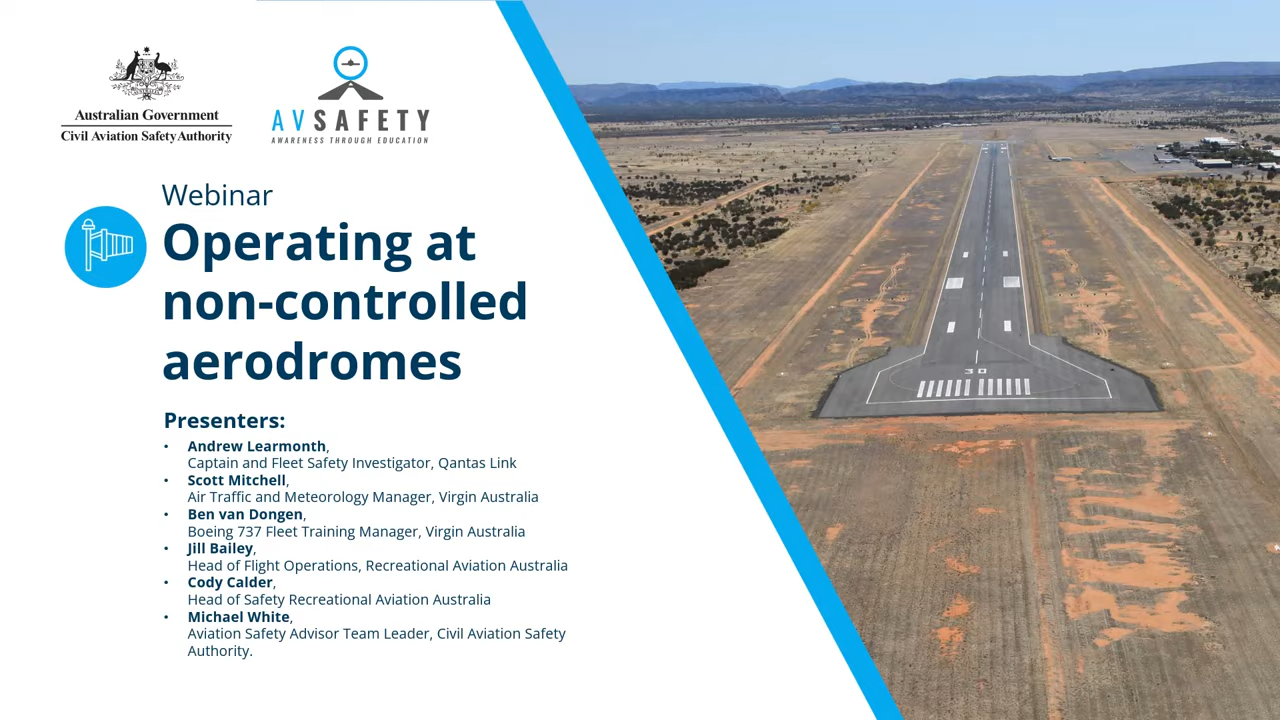 Australian Government
Civil Aviation Safety Authority
AVSAFETY
AWARENESS THROUGH EDUCATION
Webinar
Operating at
non-controlled
aerodromes
Presenters:
• Andrew Learmonth,
Captain and Fleet Safety Investigator, Qantas Link
• Scott Mitchell,
Air Traffic and Meteorology Manager, Virgin Australia
• Ben van Dongen,
Boeing 737 Fleet Training Manager, Virgin Australia
• Jill Bailey,
Head of Flight Operations, Recreational Aviation Australia
• Cody Calder,
Head of Safety Recreational Aviation Australia
• Michael White,
Aviation Safety Advisor Team Leader, Civil Aviation Safety
Authority.
30